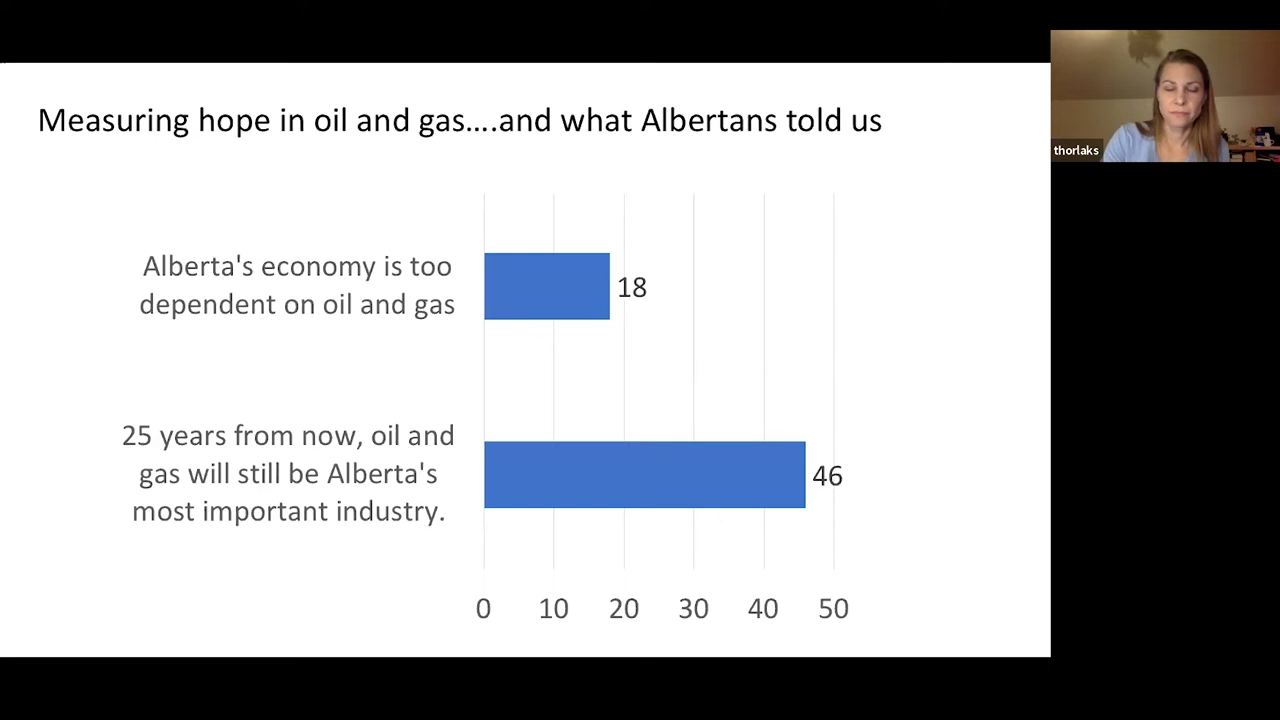 Measuring hope in oil and gas….and what Albertans told us
thorlaks
Alberta's economy is too
dependent on oil and gas
18
25 years from now, oil and
gas will still be Alberta's
most important industry.
46
0 10 20 30 40 50